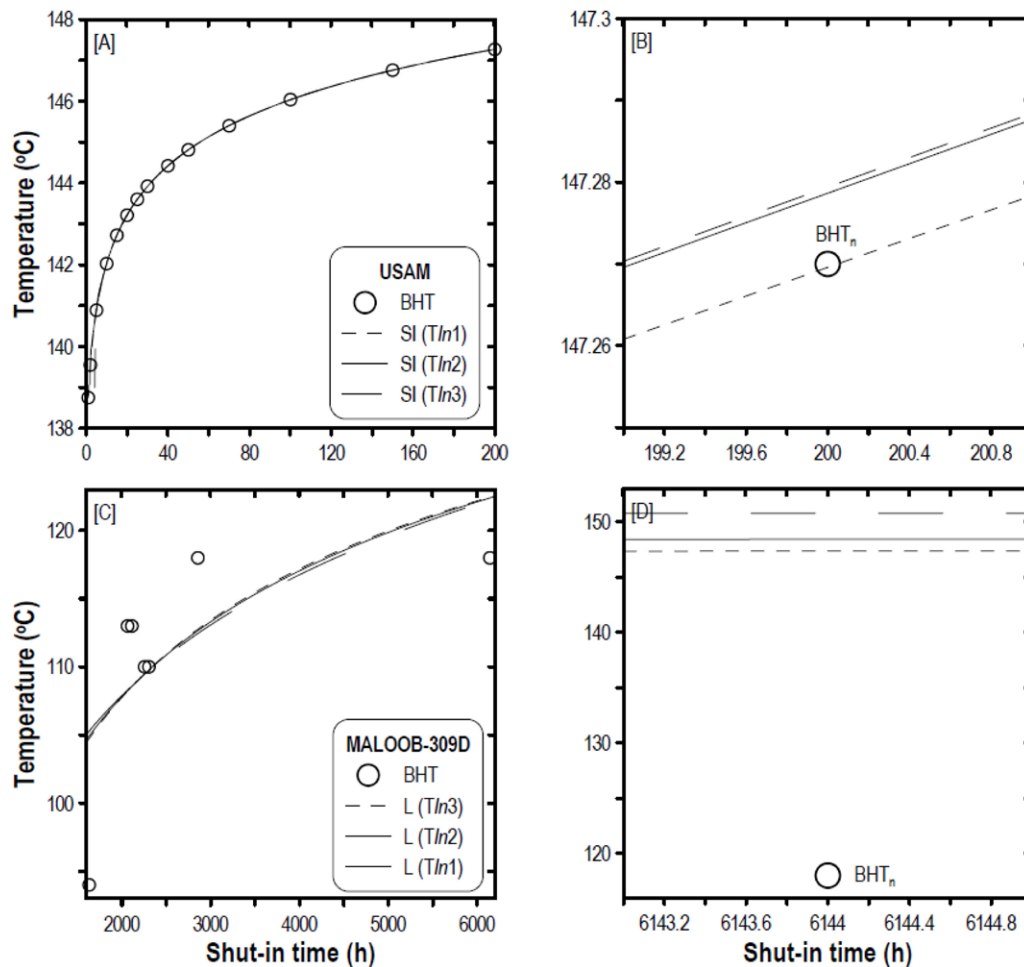 148
146
144
142
140
138
Temperature (°C)
[A]
USAM
BHT
SI (Tln1)
SI (Tln2)
SI (Tln3)
0 40 80 120 160 200
147.3
147.28
147.26
[B]
BHTn
199.2 199.6 200 200.4 200.8
120
110
100
Temperature (°C)
[C]
MALOOB-309D
BHT
L (Tln3)
L (Tln2)
L (Tln1)
2000 3000 4000 5000 6000
Shut-in time (h)
150
140
130
120
[D]
BHTn
6143.2 6143.6 6144 6144.4 6144.8
Shut-in time (h)